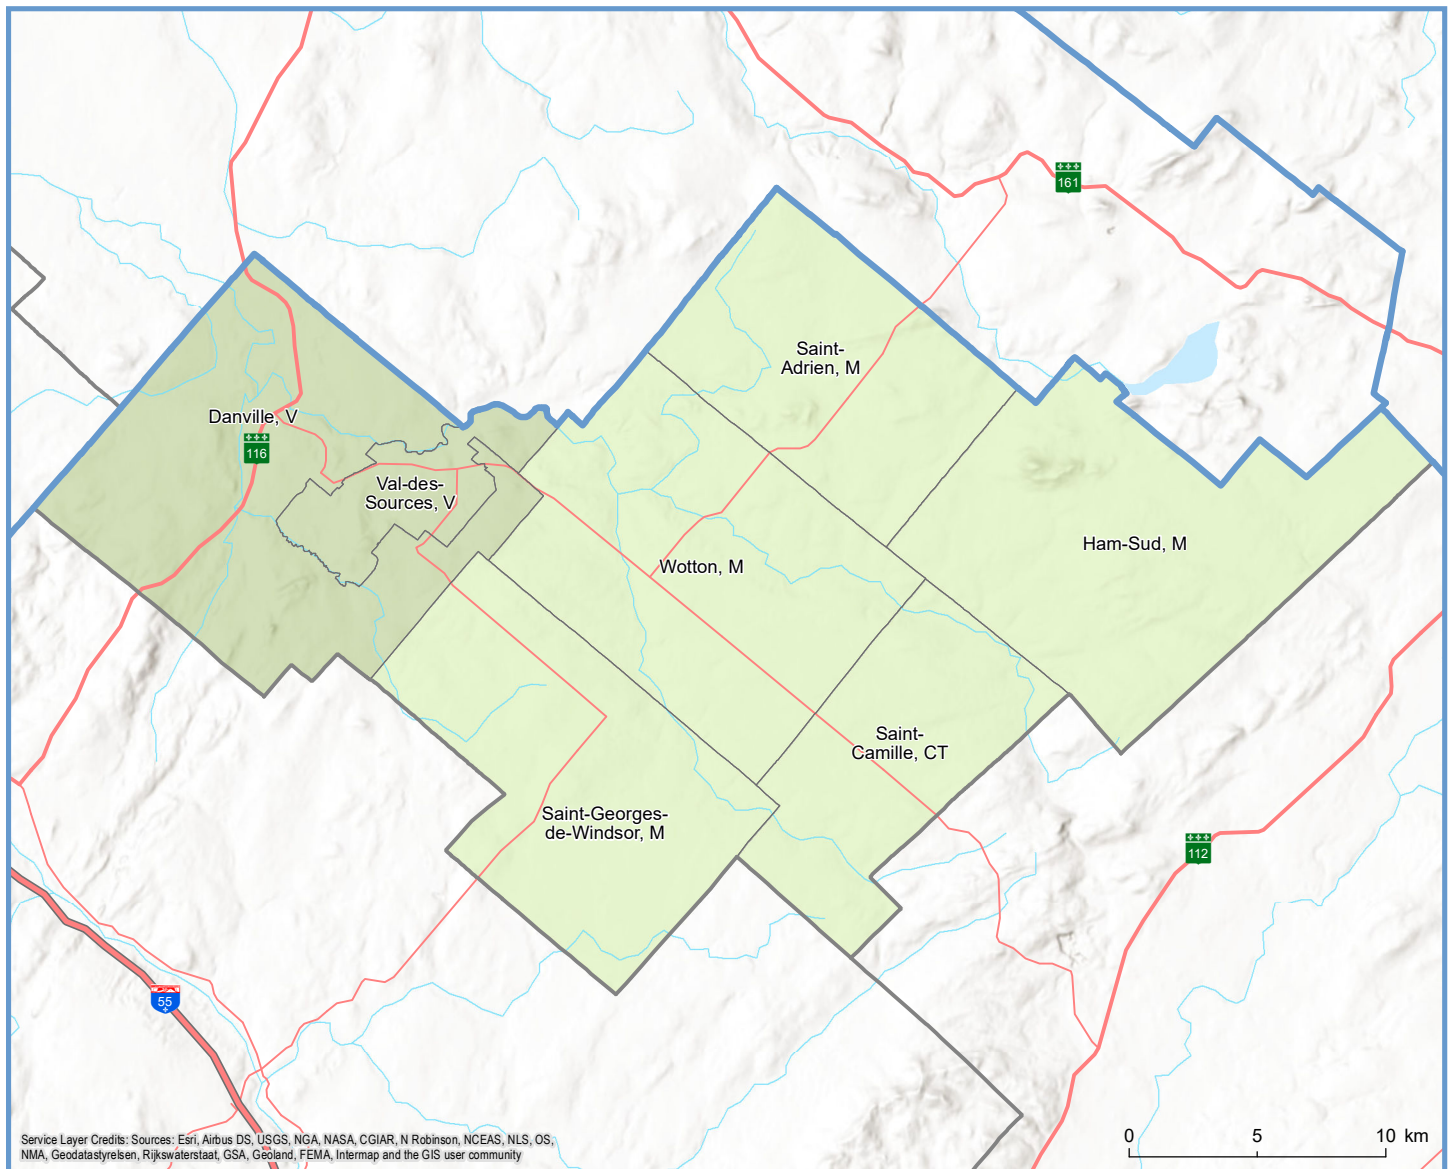 161
Saint-
Adrien, M
Danville, V
116
Val-des-
Sources, V
Ham-Sud, M
Wotton, M
Saint-
Camille, CT
Saint-Georges-
de-Windsor, M
112
55
Service Layer Credits: Sources: Esri, Airbus DS, USGS, NGA, NASA, CGIAR, N Robinson, NCEAS, NLS, OS,
NMA, Geodatastyrelsen, Rijkswaterstaat, GSA, Geoland, FEMA, Intermap and the GIS user community
0 5 10 km